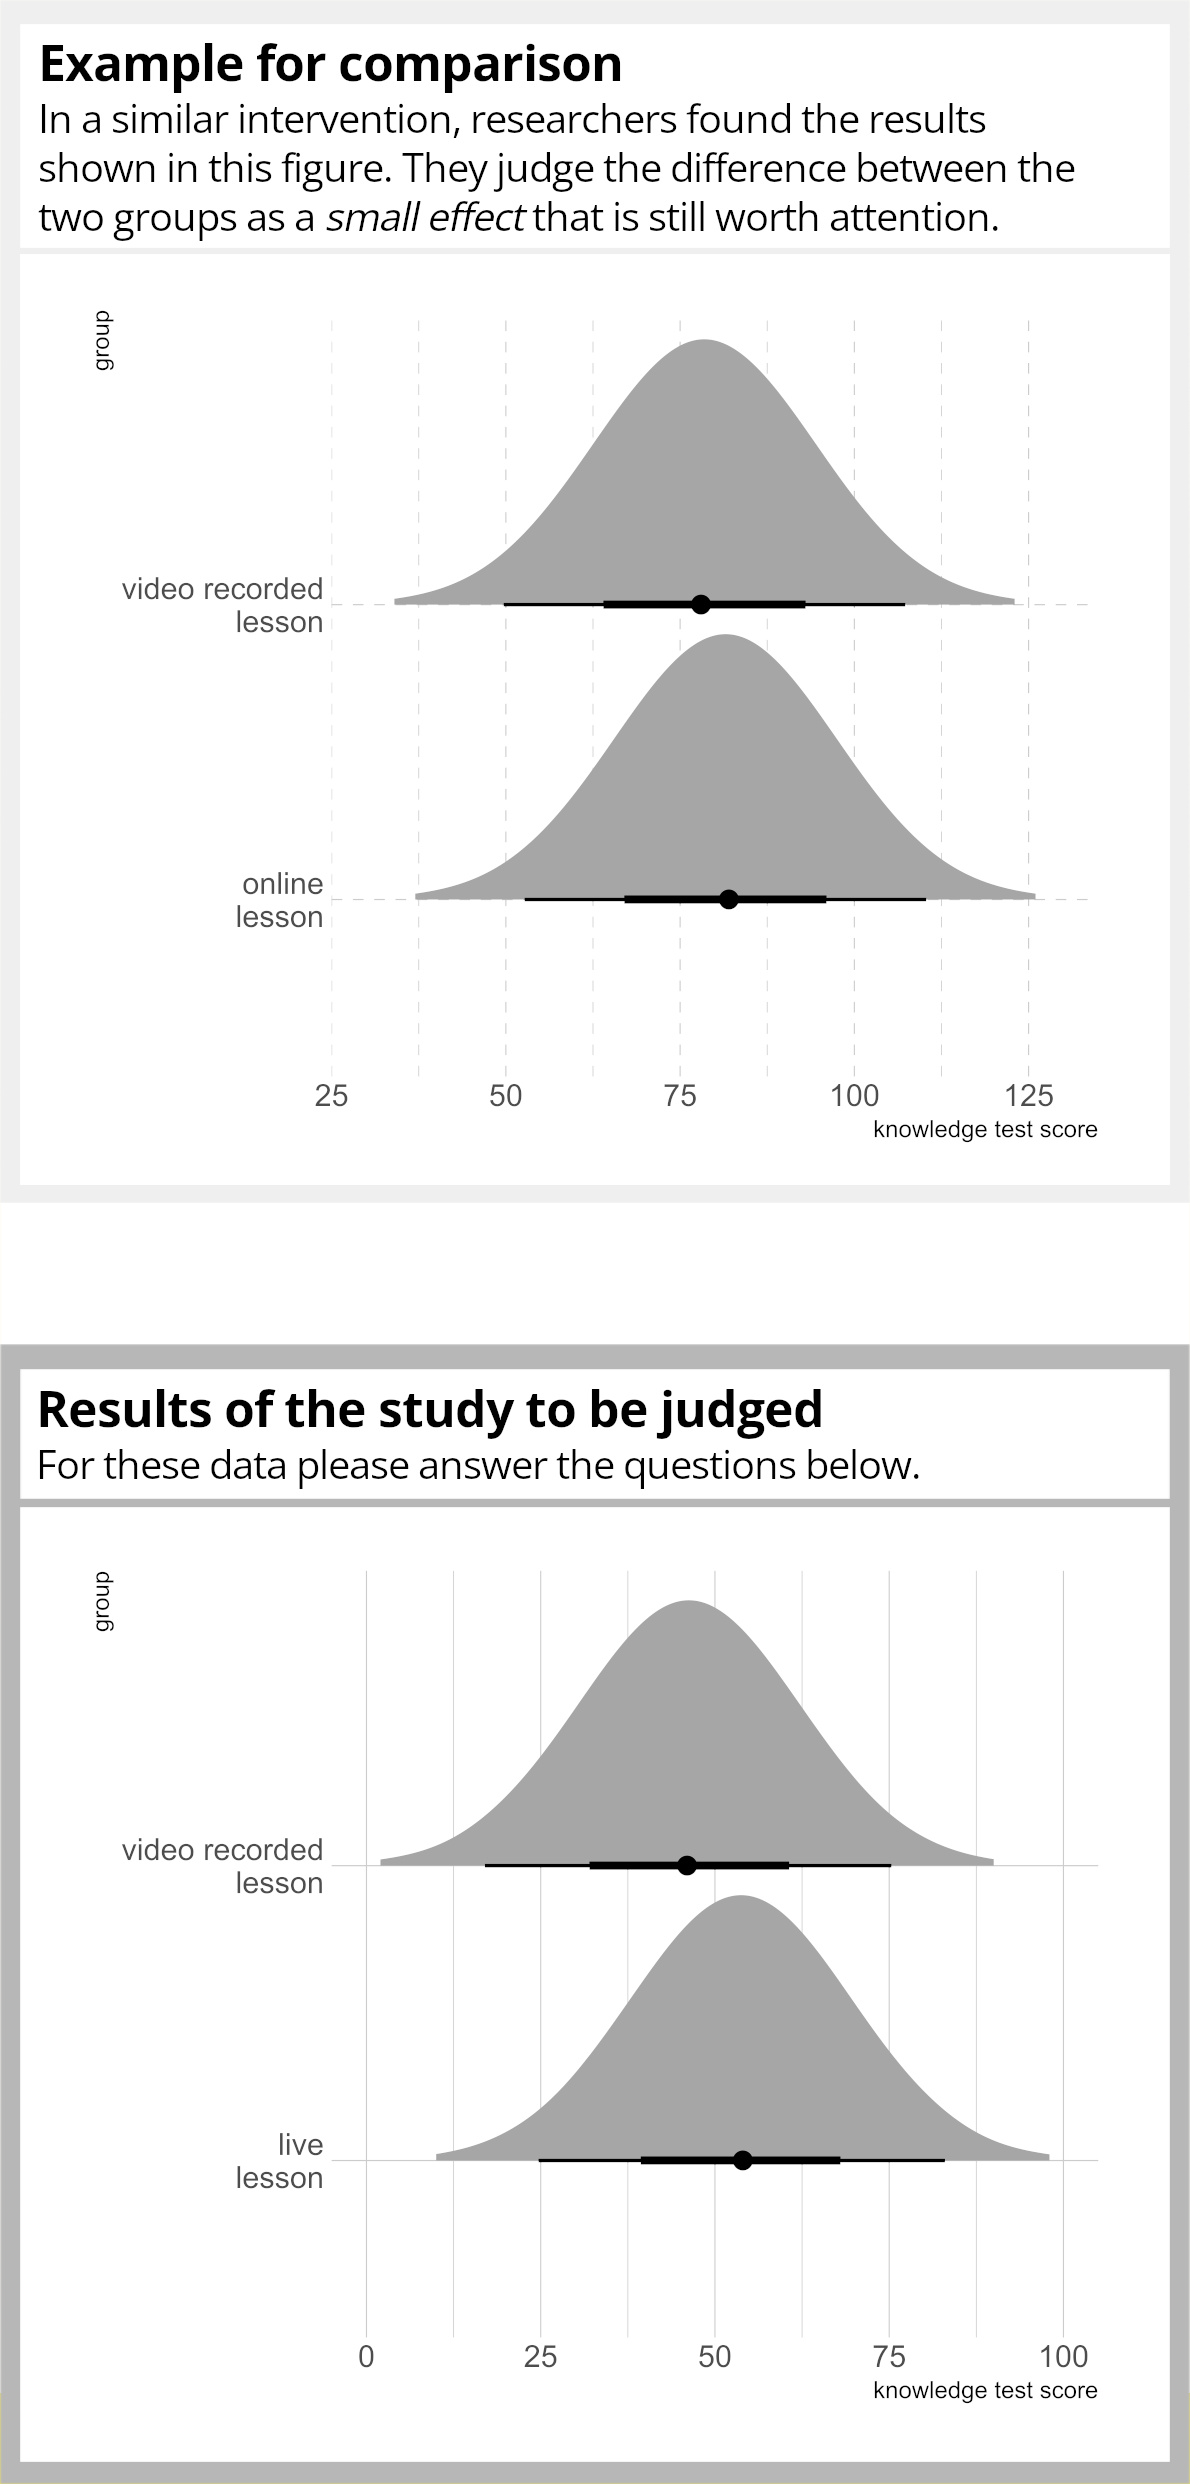 Example for comparison
In a similar intervention, researchers found the results
shown in this figure. They judge the difference between the
two groups as a small effect that is still worth attention.
group
video recorded
lesson
online
lesson
25 50 75 100 125
knowledge test score
Results of the study to be judged
For these data please answer the questions below.
group
video recorded
lesson
live
lesson
0 25 50 75 100
knowledge test score